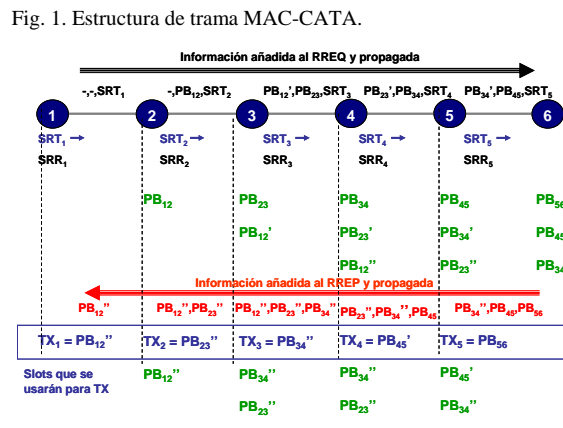 Fig. 1. Estructura de trama MAC-CATA.
Información añadida al RREQ y propagada
-,-,SRT₁ -,PB₁₂,SRT₂ PB₁₂',PB₂₃,SRT₃ PB₂₃',PB₃₄,SRT₄ PB₃₄',PB₄₅,SRT₅
1 2 3 4 5 6
SRT₁ → SRT₂ → SRT₃ → SRT₄ → SRT₅ →
SRR₁ SRR₂ SRR₃ SRR₄ SRR₅
PB₁₂ PB₂₃ PB₃₄ PB₄₅ PB₅₆
PB₁₂' PB₂₃' PB₃₄' PB₄₅
PB₁₂'' PB₂₃'' PB₃₄
Información añadida al RREP y propagada
PB₁₂'' PB₁₂'',PB₂₃'' PB₁₂'',PB₂₃'',PB₃₄'' PB₂₃'',PB₃₄'',PB₄₅ PB₃₄'',PB₄₅,PB₅₆
TX₁ = PB₁₂'' TX₂ = PB₂₃'' TX₃ = PB₃₄'' TX₄ = PB₄₅' TX₅ = PB₅₆
Slots que se
usarán para TX
PB₁₂'' PB₃₄'' PB₃₄'' PB₄₅'
PB₂₃'' PB₂₃'' PB₃₄''